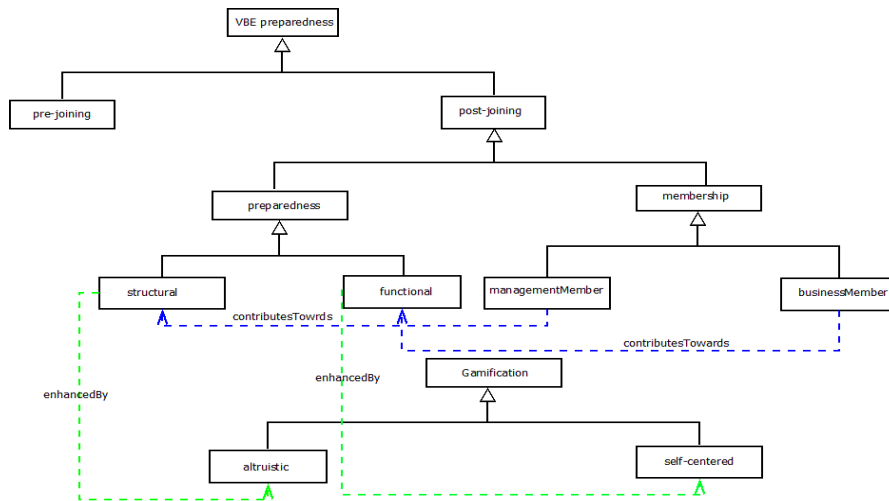 VBE preparedness
pre-joining
post-joining
preparedness
membership
structural
functional
managementMember
businessMember
contributesTowrds
contributesTowards
Gamification
enhancedBy
enhancedBy
altruistic
self-centered